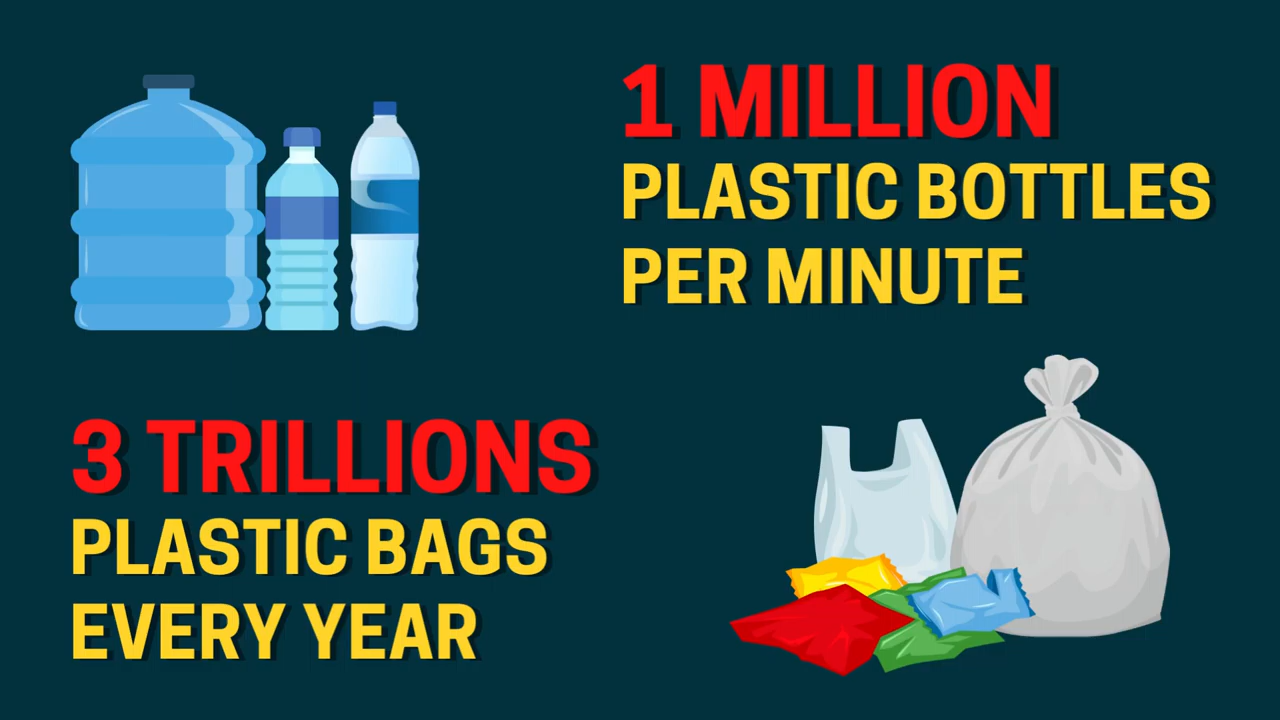 1 MILLION
PLASTIC BOTTLES
PER MINUTE
3 TRILLIONS
PLASTIC BAGS
EVERY YEAR